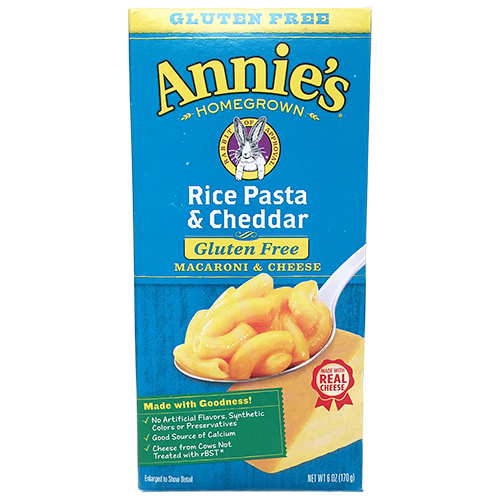 GLUTEN FREE
Annie's®
HOMEGROWN
RABBIT OF APPROVAL
Rice Pasta
& Cheddar
Gluten Free
MACARONI & CHEESE
MADE WITH
REAL
CHEESE
Made with Goodness!
✓ No Artificial Flavors, Synthetic
Colors or Preservatives
✓ Good Source of Calcium
✓ Cheese from Cows Not
Treated with rBST*
Enlarged to Show Detail
NET WT 6 OZ (170g)